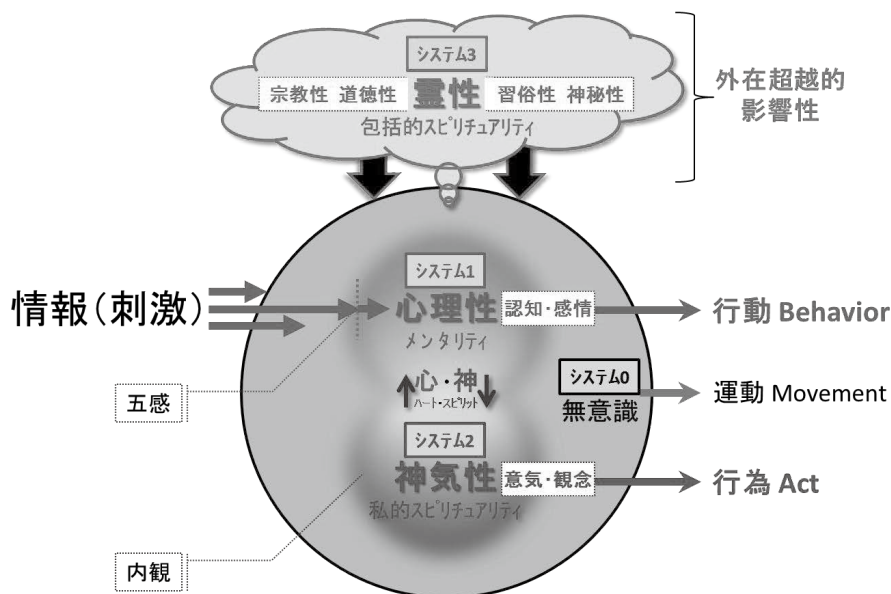 システム3
宗教性 道徳性 霊性 習俗性 神秘性
包括的スピリチュアリティ
外在超越的
影響性
情報(刺激)
システム1
心理性 認知・感情
メンタリティ
行動 Behavior
五感
心・神
ハート・スピリット
システム0
無意識
運動 Movement
システム2
神気性 意気・観念
私的スピリチュアリティ
行為 Act
内観